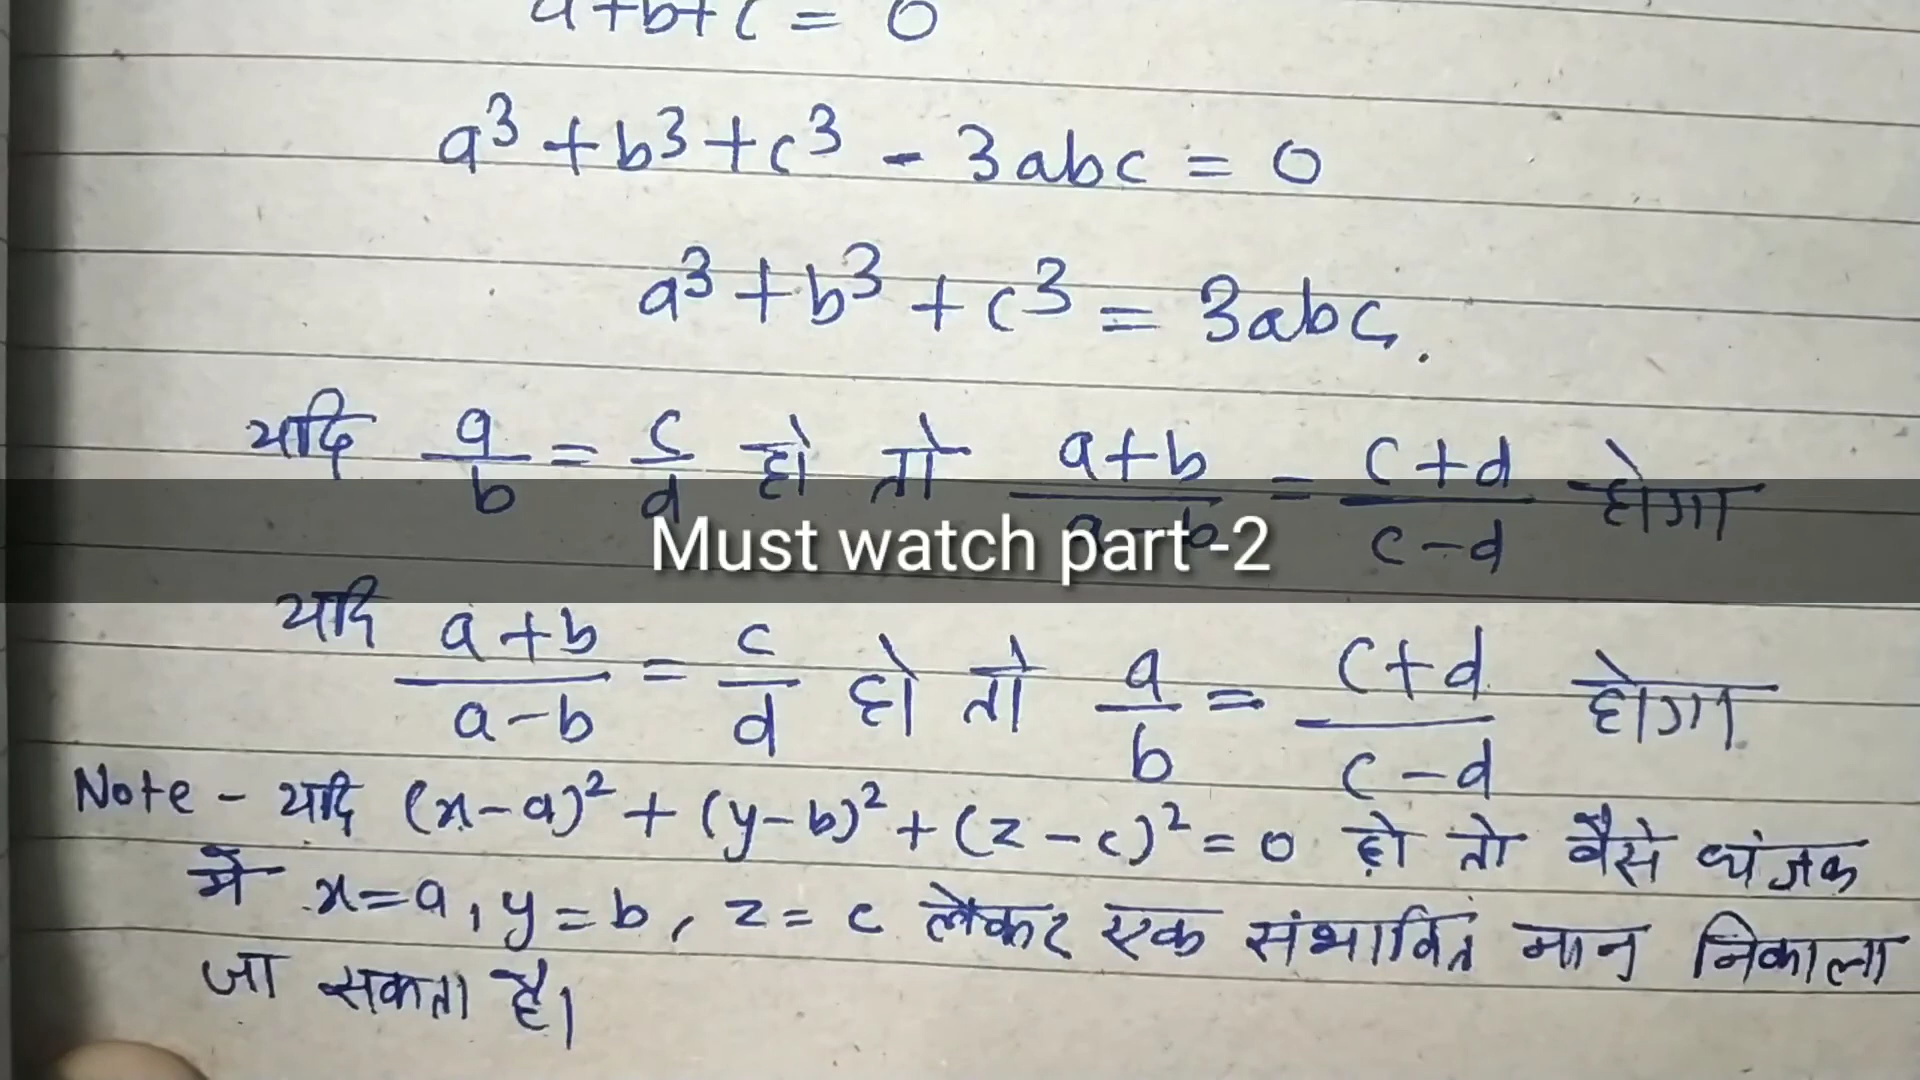 a+b+c = 0
a³ + b³ + c³ - 3abc = 0
a³ + b³ + c³ = 3abc.
यदि a/b = c/d हो तो a+b/a-b = c+d/c-d होगा
Must watch part -2
यदि a+b/a-b = c/d हो तो a/b = c+d/c-d होगा
Note - यदि (x-a)² + (y-b)² + (z-c)² = 0 हो तो वैसे व्यंजक
में x=a, y=b, z=c लेकर एक संभावित मान निकाला
जा सकता है।